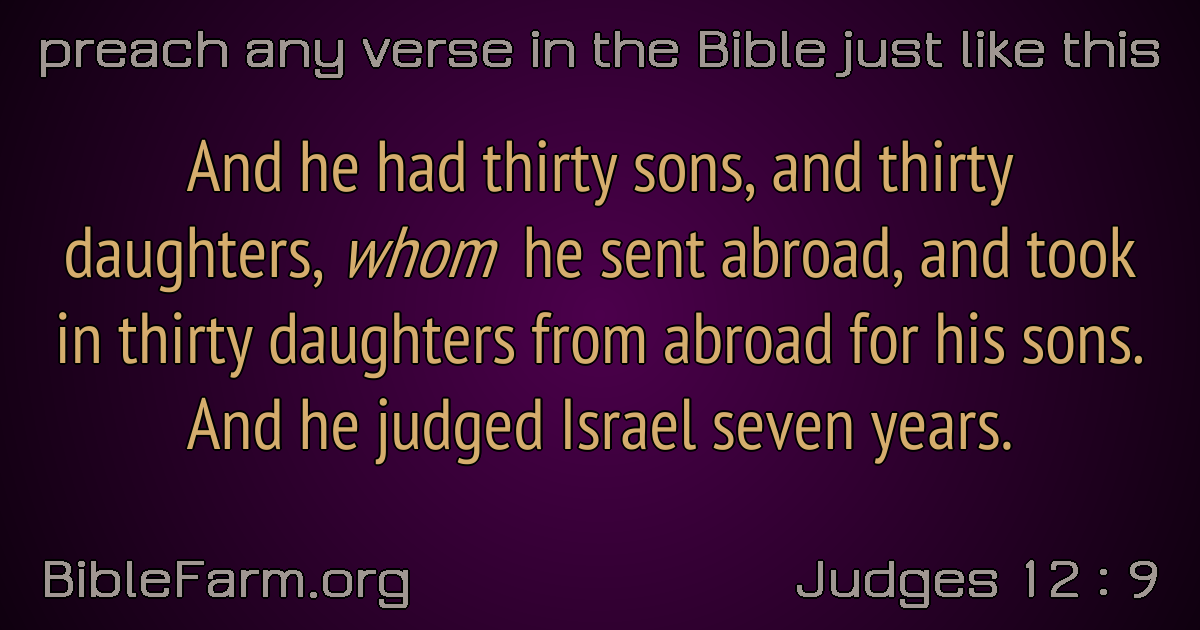 preach any verse in the Bible just like this
And he had thirty sons, and thirty
daughters, whom he sent abroad, and took
in thirty daughters from abroad for his sons.
And he judged Israel seven years.
BibleFarm.org
Judges 12 : 9